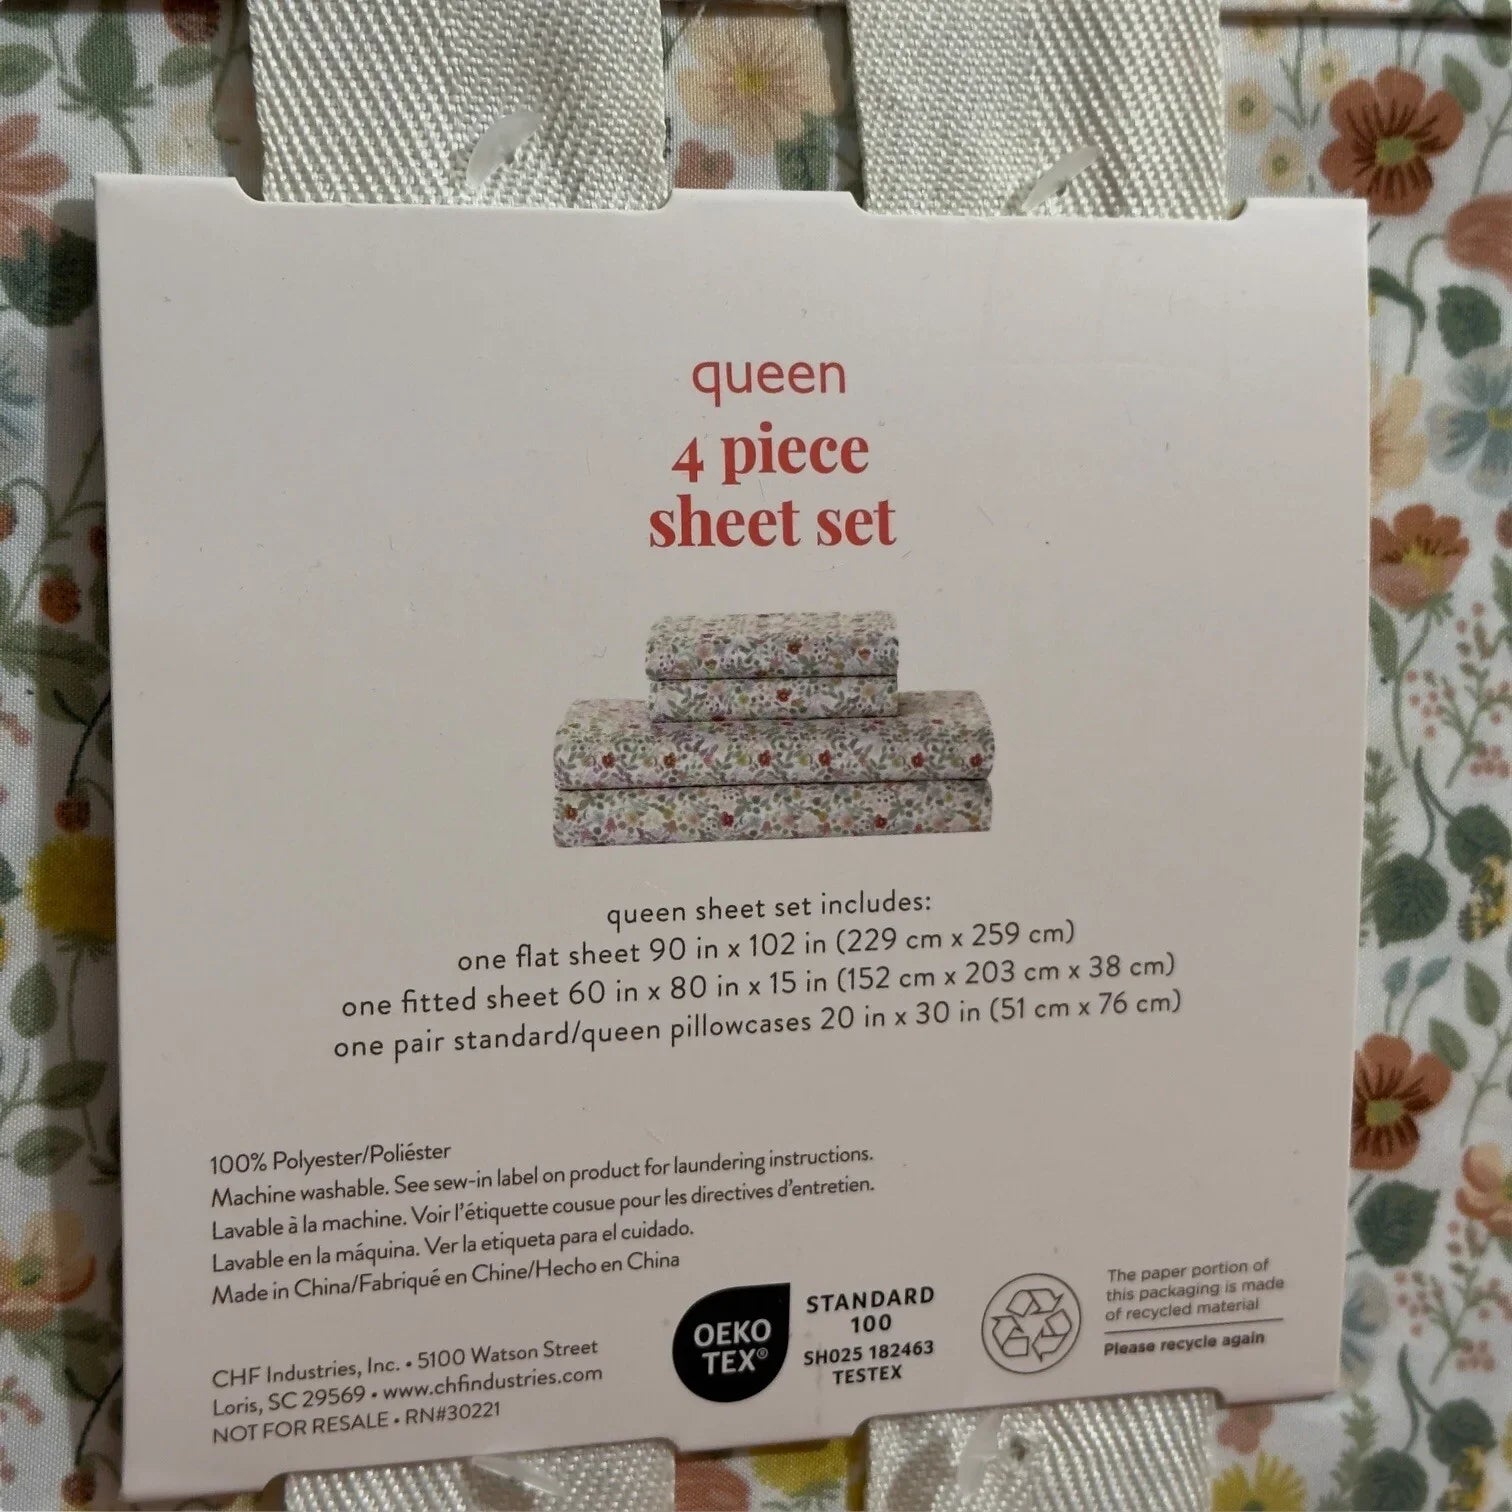 queen
4 piece
sheet set
queen sheet set includes:
one flat sheet 90 in x 102 in (229 cm x 259 cm)
one fitted sheet 60 in x 80 in x 15 in (152 cm x 203 cm x 38 cm)
one pair standard/queen pillowcases 20 in x 30 in (51 cm x 76 cm)
100% Polyester/Poliéster
Machine washable. See sew-in label on product for laundering instructions.
Lavable à la machine. Voir l'étiquette cousue pour les directives d'entretien.
Lavable en la máquina. Ver la etiqueta para el cuidado.
Made in China/Fabriqué en Chine/Hecho en China
CHF Industries, Inc. • 5100 Watson Street
Loris, SC 29569 • www.chfindustries.com
NOT FOR RESALE • RN#30221
OEKO
TEX®
STANDARD
100
SH025 182463
TESTEX
The paper portion of
this packaging is made
of recycled material
Please recycle again